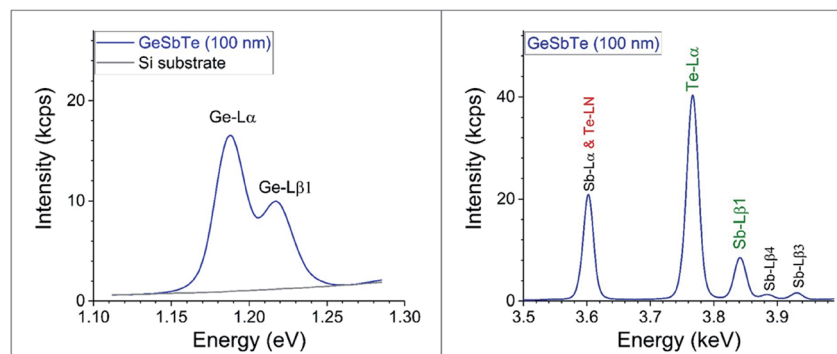 GeSbTe (100 nm)
Si substrate
Intensity (kcps)
20
10
0
Ge-Lα
Ge-Lβ1
1.10
1.15
1.20
1.25
1.30
Energy (eV)
GeSbTe (100 nm)
Intensity (kcps)
40
20
0
Sb-Lα & Te-LN
Te-Lα
Sb-Lβ1
Sb-Lβ4
Sb-Lβ3
3.5
3.6
3.7
3.8
3.9
Energy (keV)